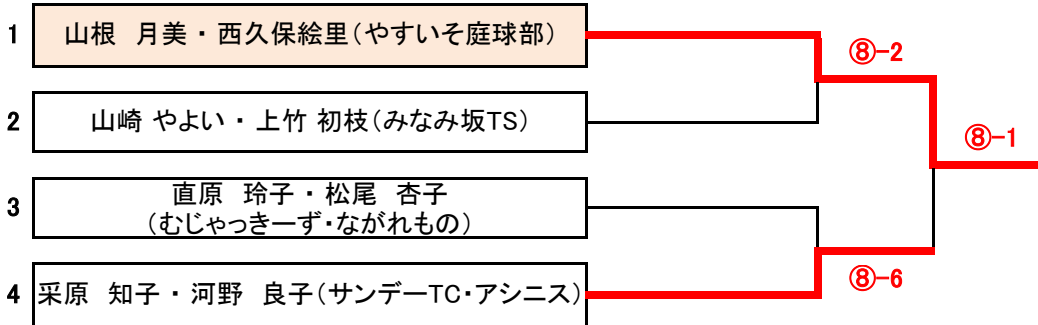 1 山根 月美・西久保絵里(やすいそ庭球部)
⑧-2
2 山崎 やよい・上竹 初枝(みなみ坂TS)
⑧-1
3 直原 玲子・松尾 杏子
(むじゃっきーず・ながれもの)
⑧-6
4 采原 知子・河野 良子(サンデーTC・アシニス)